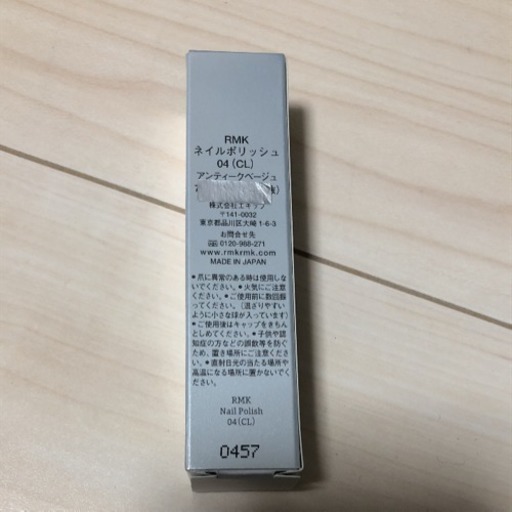 RMK
ネイルポリッシュ
04(CL)
アンティークベージュ
株式会社エキップ
〒141-0032
東京都品川区大崎1-6-3
お問合せ先
0120-988-271
www.rmkrmk.com
MADE IN JAPAN
●爪に異常のある時は使用しな
いでください。●火気にご注意
ください。●ご使用前に数回振っ
てください。(混ざりやすい
ように小さな球が入っています)
●ご使用後はキャップをきちん
としめてください。●子供や認
知症の方などの誤飲等を防ぐ
ため、置き場所にご注意くださ
い。●直射日光の当たる場所や
高温になる場所に置かないでく
ださい。
RMK
Nail Polish
04(CL)
0457